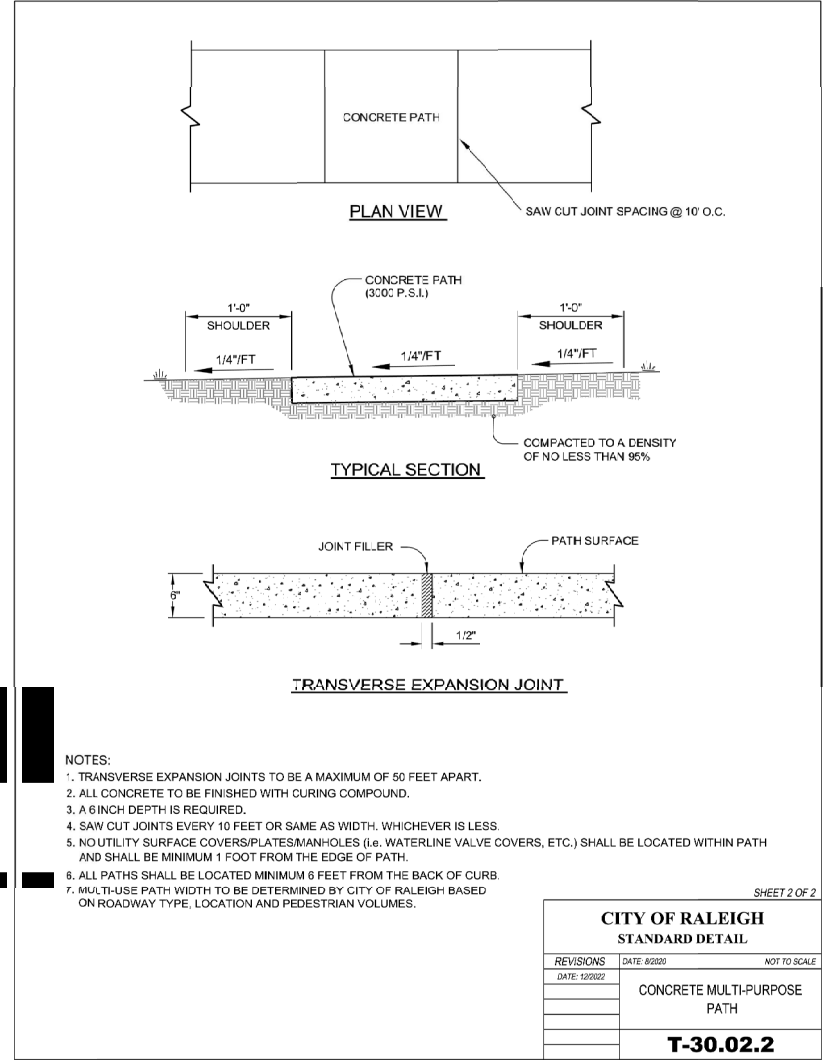 CONCRETE PATH
PLAN VIEW
SAW CUT JOINT SPACING @ 10' O.C.
CONCRETE PATH
(3000 P.S.I.)
1'-0"
SHOULDER
1'-0"
SHOULDER
1/4"/FT
1/4"/FT
1/4"/FT
COMPACTED TO A DENSITY
OF NO LESS THAN 95%
TYPICAL SECTION
JOINT FILLER
PATH SURFACE
6"
1/2"
TRANSVERSE EXPANSION JOINT
NOTES:
1. TRANSVERSE EXPANSION JOINTS TO BE A MAXIMUM OF 50 FEET APART.
2. ALL CONCRETE TO BE FINISHED WITH CURING COMPOUND.
3. A 6 INCH DEPTH IS REQUIRED.
4. SAW CUT JOINTS EVERY 10 FEET OR SAME AS WIDTH. WHICHEVER IS LESS.
5. NO UTILITY SURFACE COVERS/PLATES/MANHOLES (i.e. WATERLINE VALVE COVERS, ETC.) SHALL BE LOCATED WITHIN PATH
AND SHALL BE MINIMUM 1 FOOT FROM THE EDGE OF PATH.
6. ALL PATHS SHALL BE LOCATED MINIMUM 6 FEET FROM THE BACK OF CURB.
7. MULTI-USE PATH WIDTH TO BE DETERMINED BY CITY OF RALEIGH BASED
ON ROADWAY TYPE, LOCATION AND PEDESTRIAN VOLUMES.
SHEET 2 OF 2
CITY OF RALEIGH
STANDARD DETAIL
REVISIONS
DATE: 8/2020
NOT TO SCALE
DATE: 12/2022
CONCRETE MULTI-PURPOSE
PATH
T-30.02.2